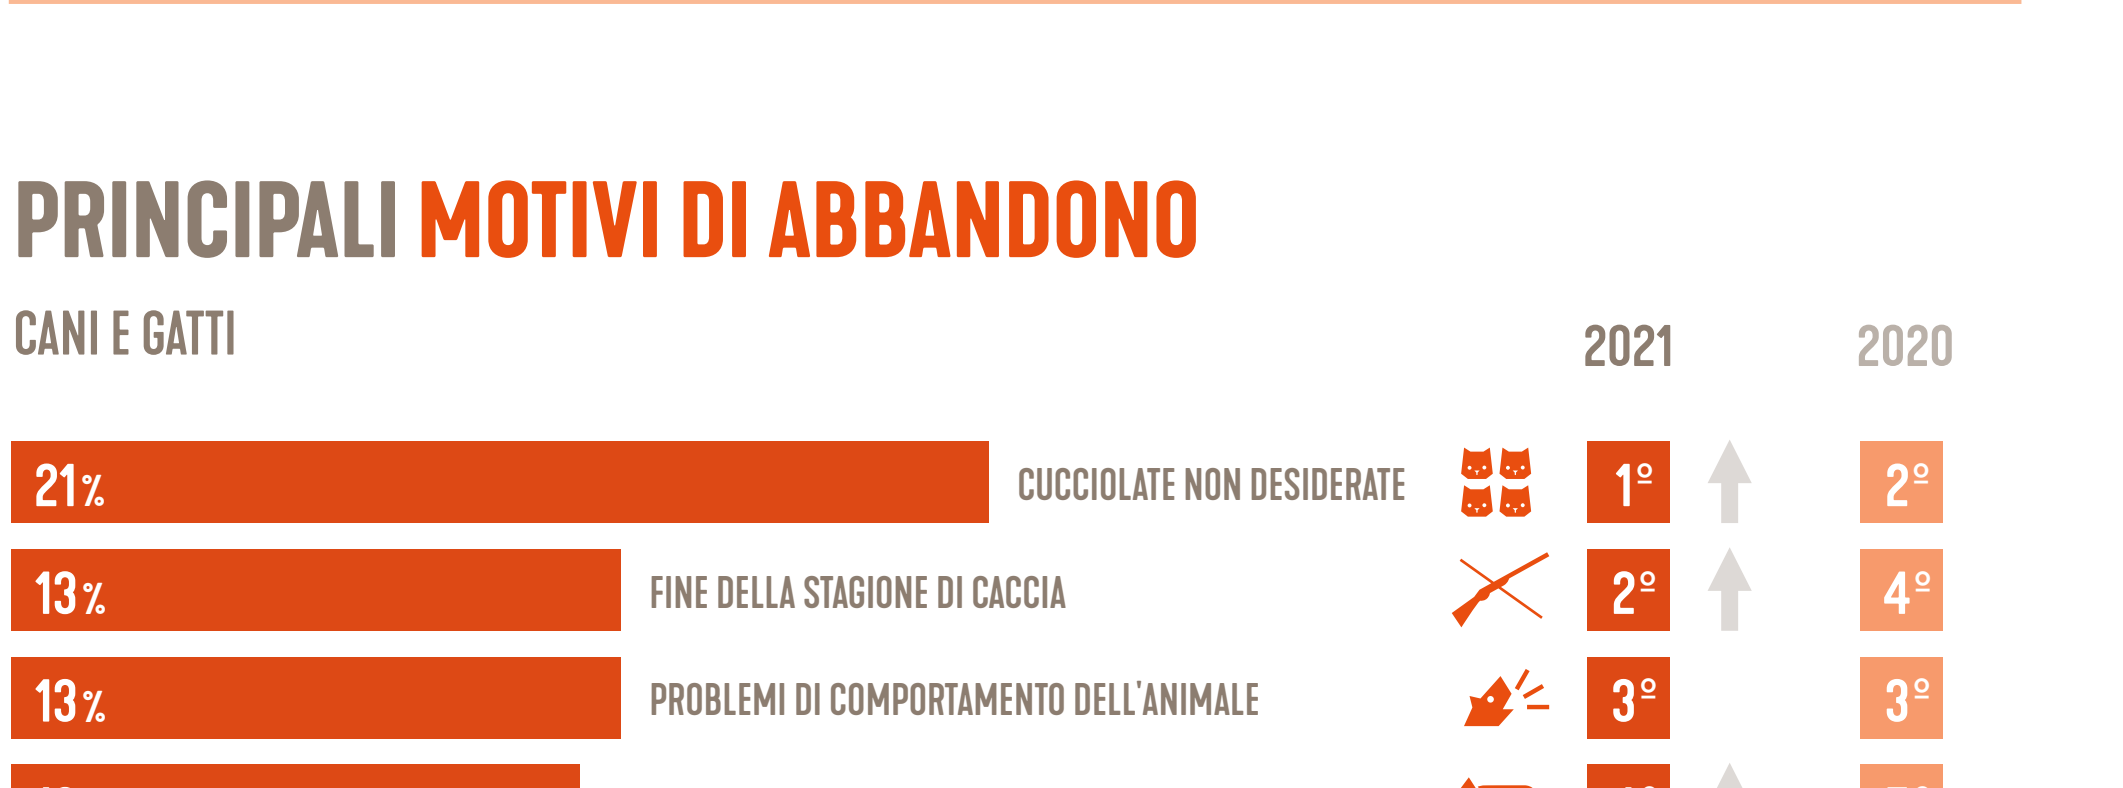 PRINCIPALI MOTIVI DI ABBANDONO
CANI E GATTI
2021 2020
21% CUCCIOLATE NON DESIDERATE 1º 2º
13% FINE DELLA STAGIONE DI CACCIA 2º 4º
13% PROBLEMI DI COMPORTAMENTO DELL'ANIMALE 3º 3º